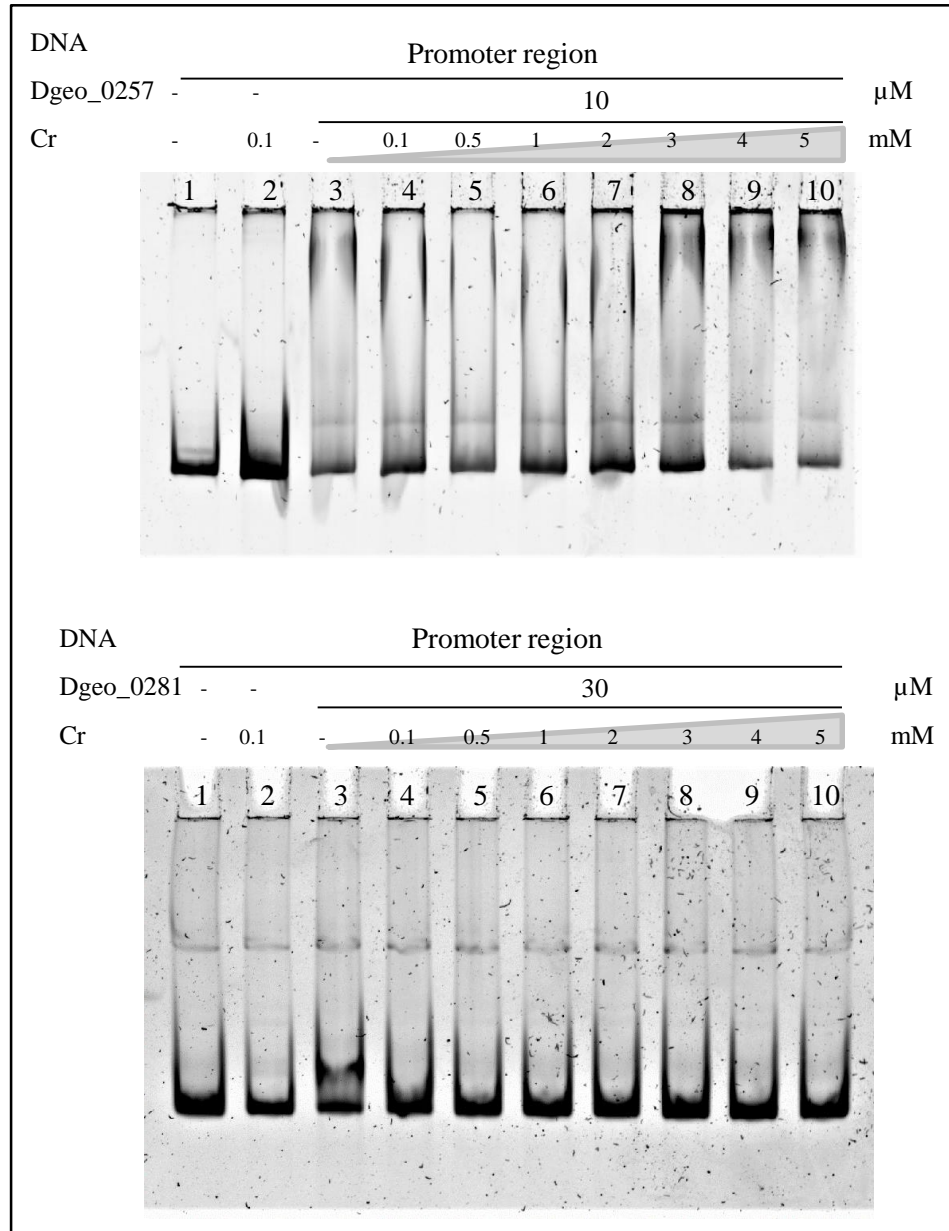 DNA
Promoter region
Dgeo_0257 - - 10 µM
Cr - 0.1 - 0.1 0.5 1 2 3 4 5 mM
1 2 3 4 5 6 7 8 9 10
DNA Promoter region
Dgeo_0281 - - 30 µM
Cr - 0.1 - 0.1 0.5 1 2 3 4 5 mM
1 2 3 4 5 6 7 8 9 10